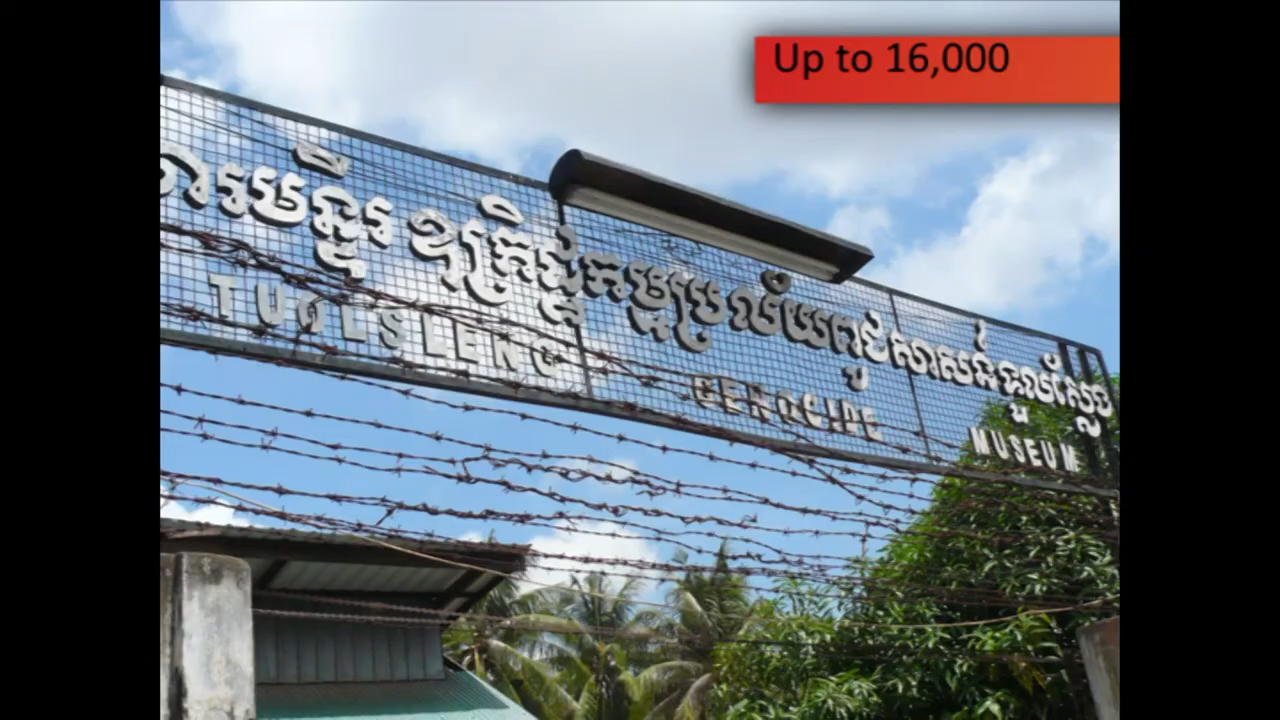 Up to 16,000
សារមន្ទីរ ឧក្រិដ្ឋកម្មប្រល័យពូជសាសន៍ទួលស្លែង
TUOL SLENG GENOCIDE MUSEUM